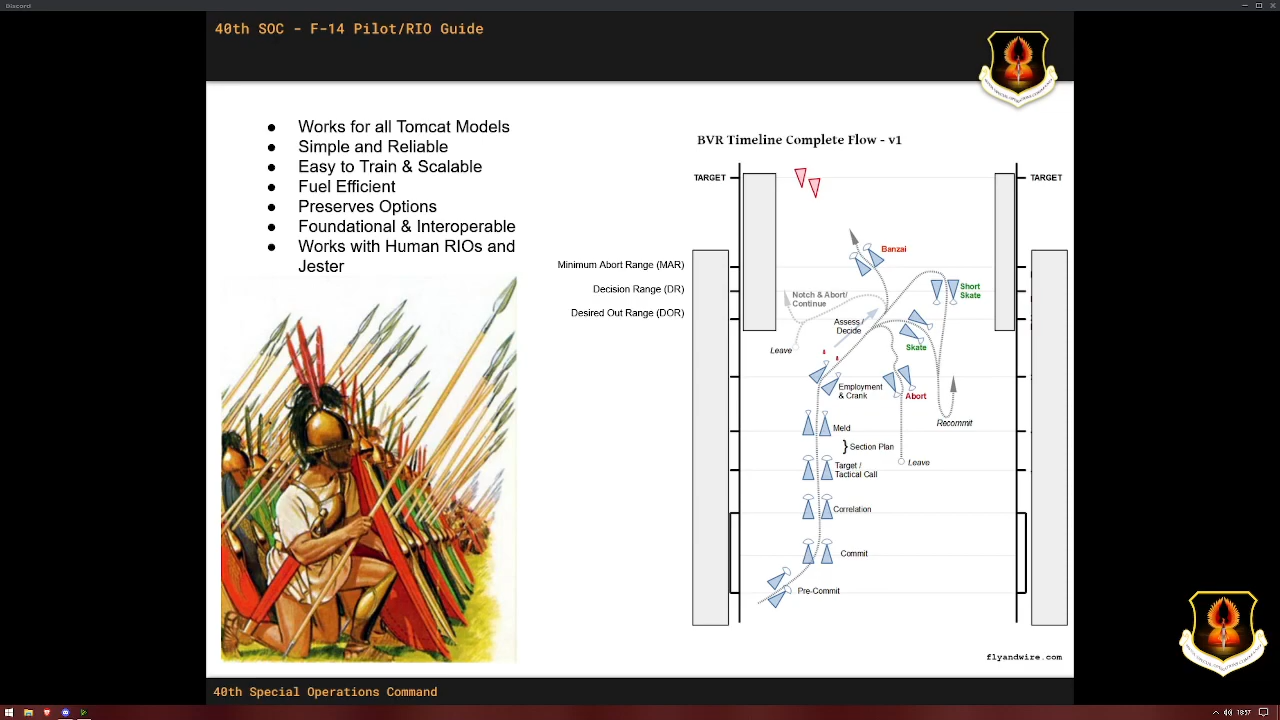 Discord
40th SOC - F-14 Pilot/RIO Guide
● Works for all Tomcat Models
● Simple and Reliable
● Easy to Train & Scalable
● Fuel Efficient
● Preserves Options
● Foundational & Interoperable
● Works with Human RIOs and
Jester
BVR Timeline Complete Flow - v1
TARGET
TARGET
Banzai
Minimum Abort Range (MAR)
Decision Range (DR)
Desired Out Range (DOR)
Notch & Abort/
Continue
Short
Skate
Assess /
Decide
Leave
Skate
Employment
& Crank
Abort
Recommit
Meld
} Section Plan
Target /
Tactical Call
Leave
Correlation
Commit
Pre-Commit
flyandwire.com
40th Special Operations Command
18:57